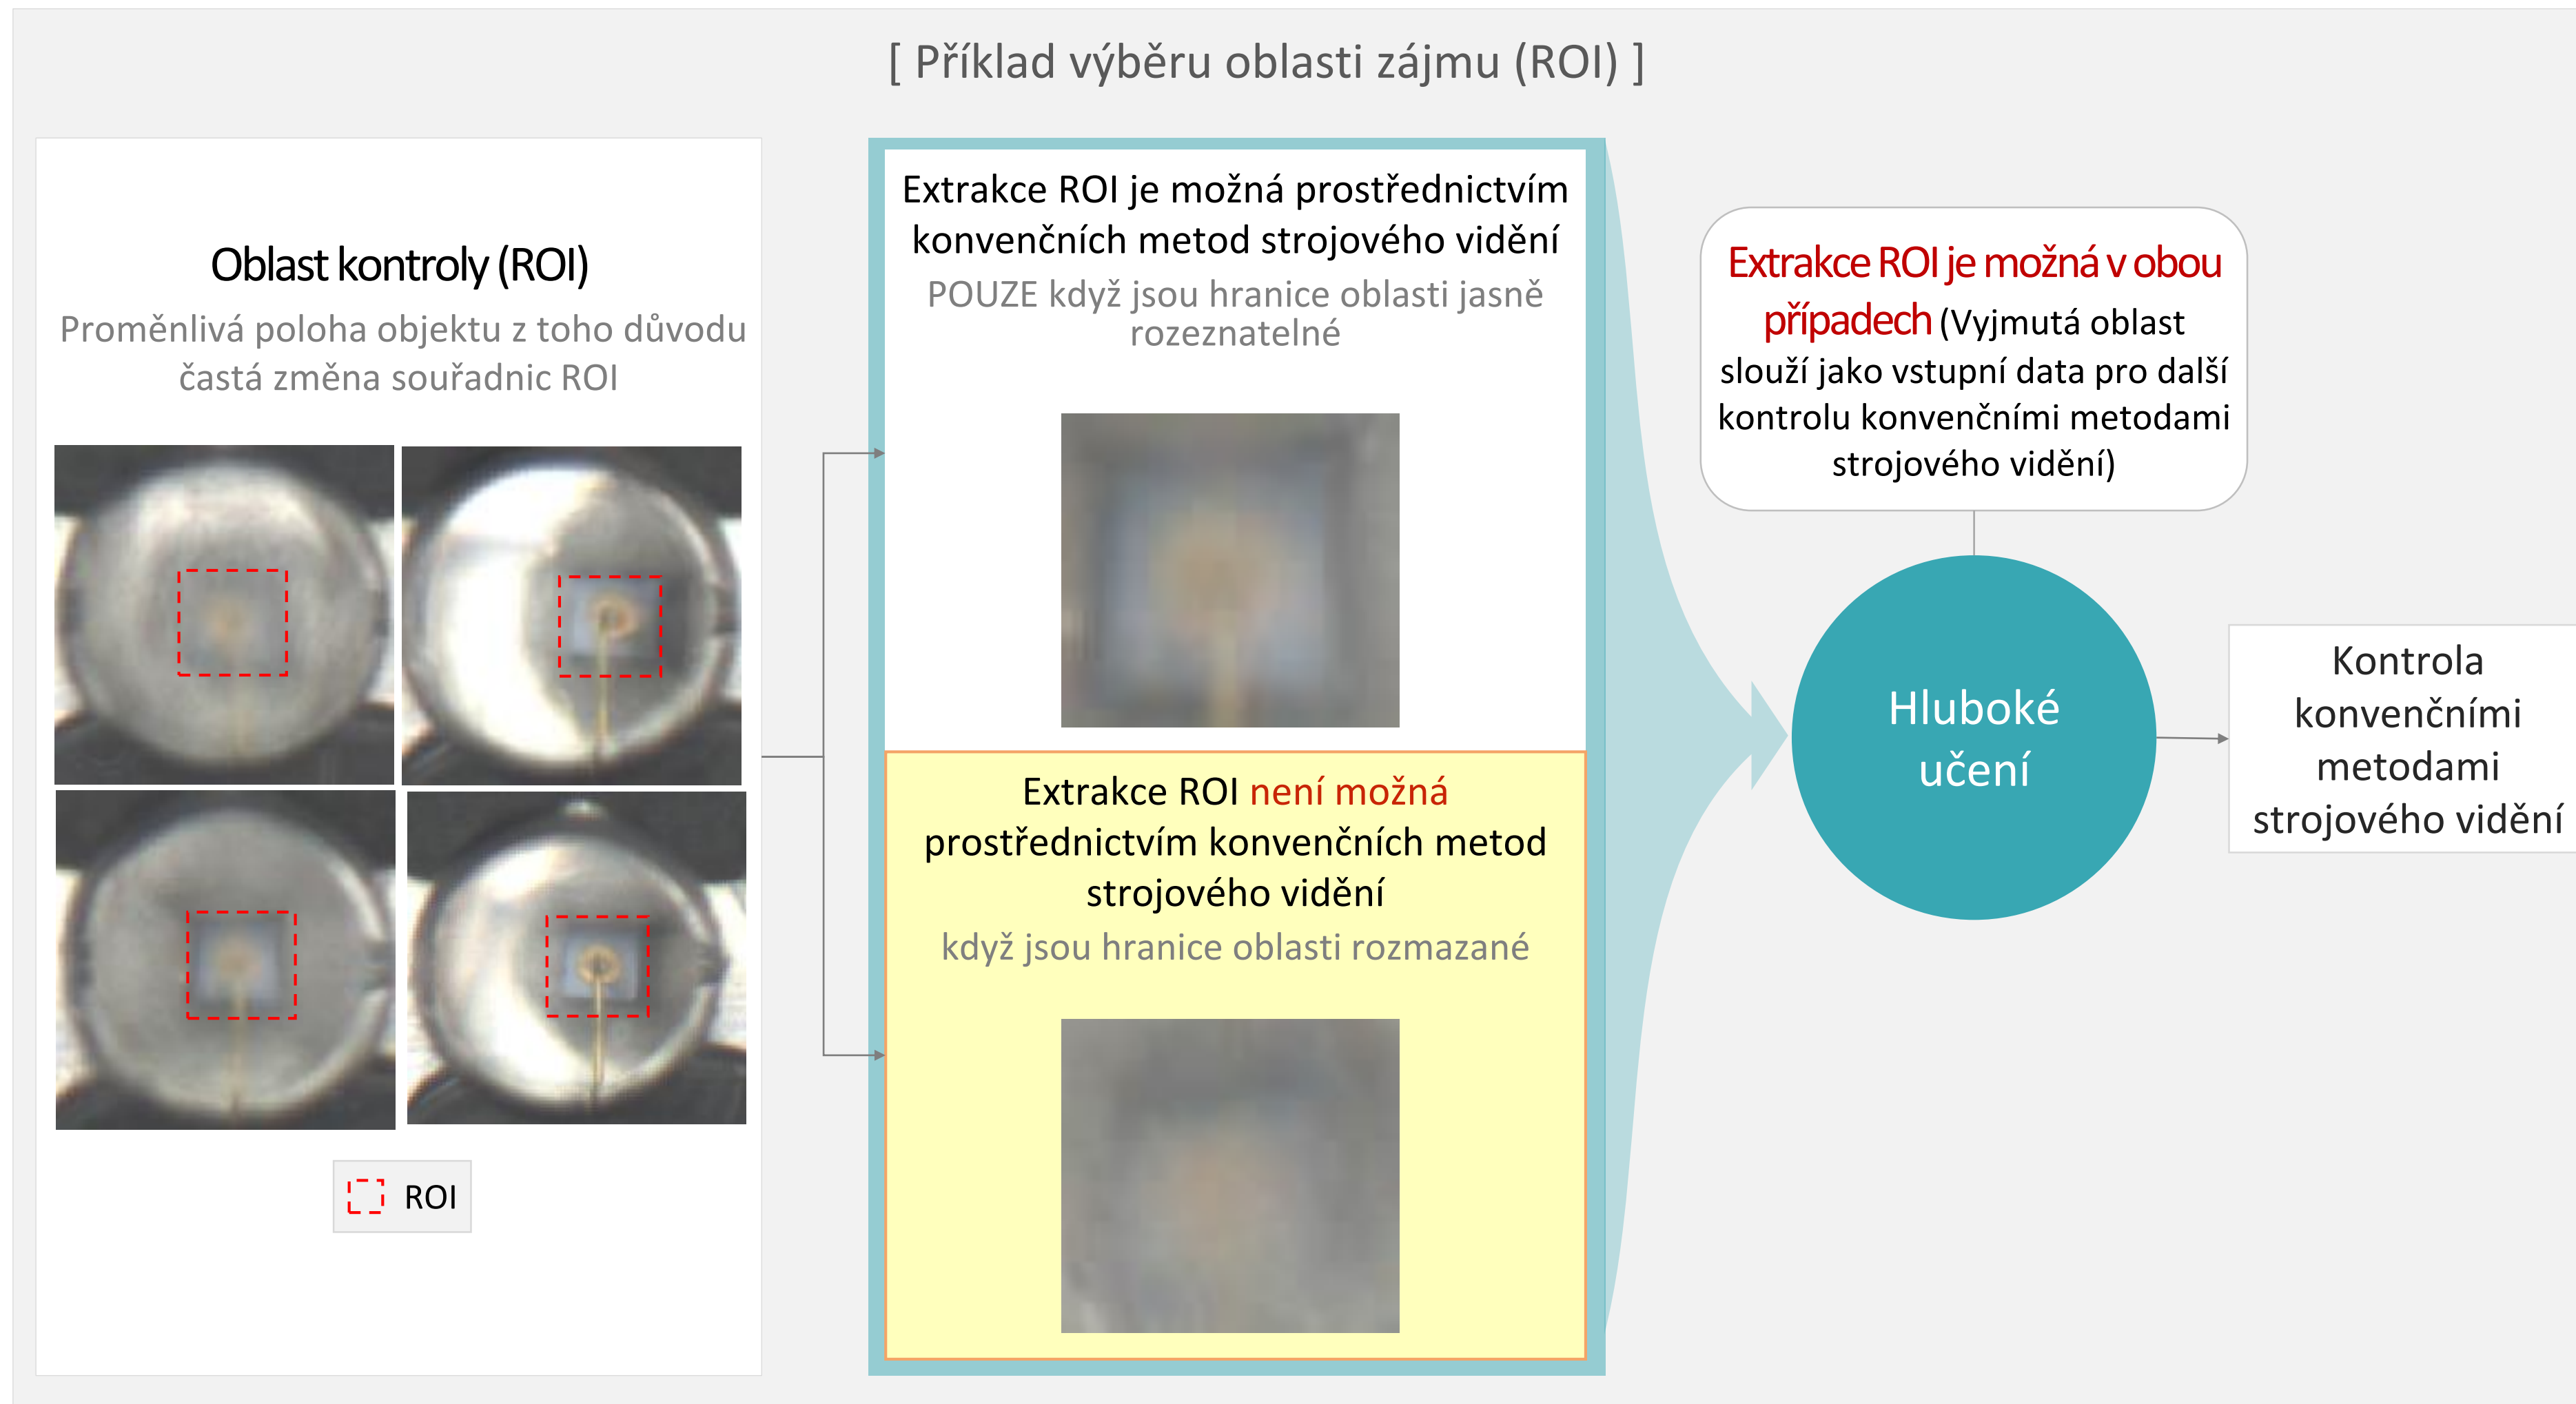 [ Příklad výběru oblasti zájmu (ROI) ]
Oblast kontroly (ROI)
Proměnlivá poloha objektu z toho důvodu
častá změna souřadnic ROI
ROI
Extrakce ROI je možná prostřednictvím
konvenčních metod strojového vidění
POUZE když jsou hranice oblasti jasně
rozeznatelné
Extrakce ROI není možná
prostřednictvím konvenčních metod
strojového vidění
když jsou hranice oblasti rozmazané
Extrakce ROI je možná v obou
případech (Vyjmutá oblast
slouží jako vstupní data pro další
kontrolu konvenčními metodami
strojového vidění)
Hluboké
učení
Kontrola
konvenčními
metodami
strojového vidění